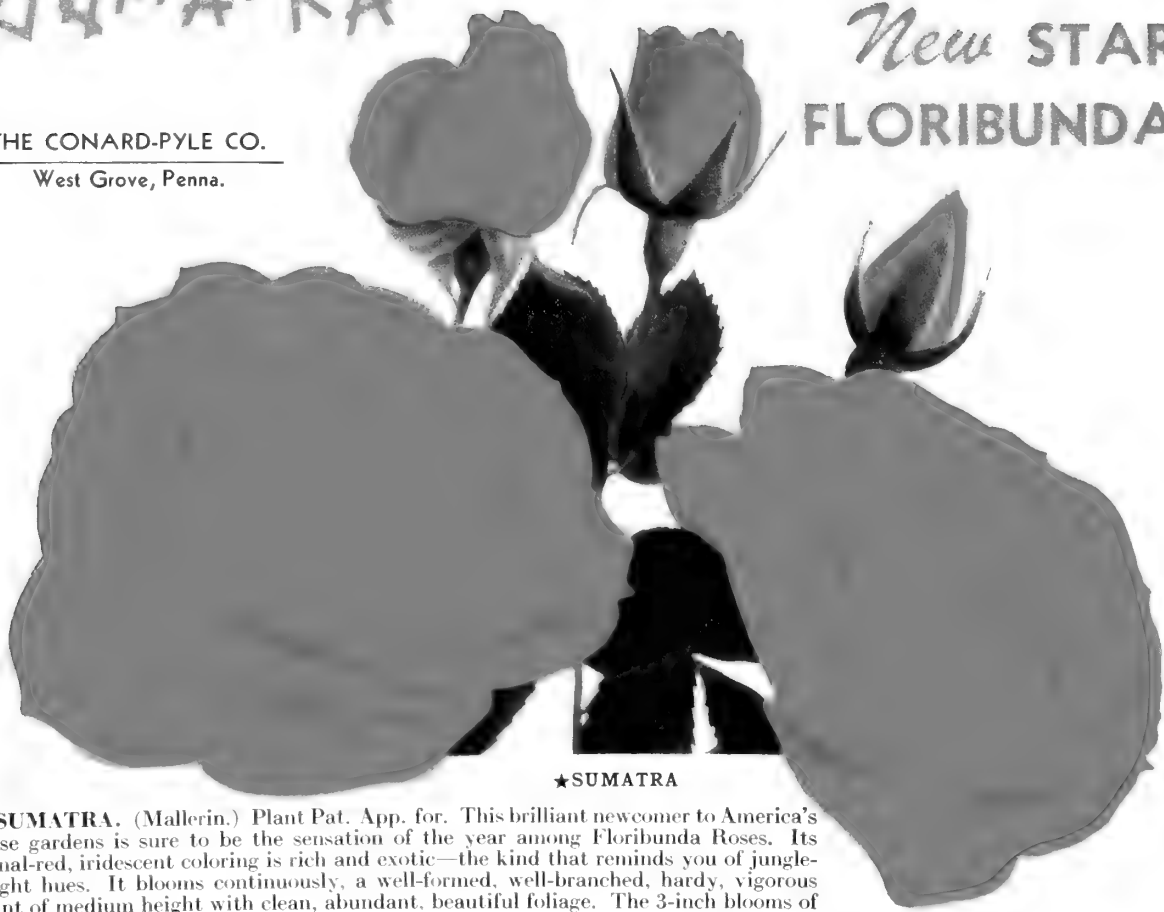 New STAR
FLORIBUNDA
THE CONARD-PYLE CO.
West Grove, Penna.
★SUMATRA
SUMATRA. (Mallerin.) Plant Pat. App. for. This brilliant newcomer to America's
se gardens is sure to be the sensation of the year among Floribunda Roses. Its
nal-red, iridescent coloring is rich and exotic—the kind that reminds you of jungle-
ght hues. It blooms continuously, a well-formed, well-branched, hardy, vigorous
nt of medium height with clean, abundant, beautiful foliage. The 3-inch blooms of